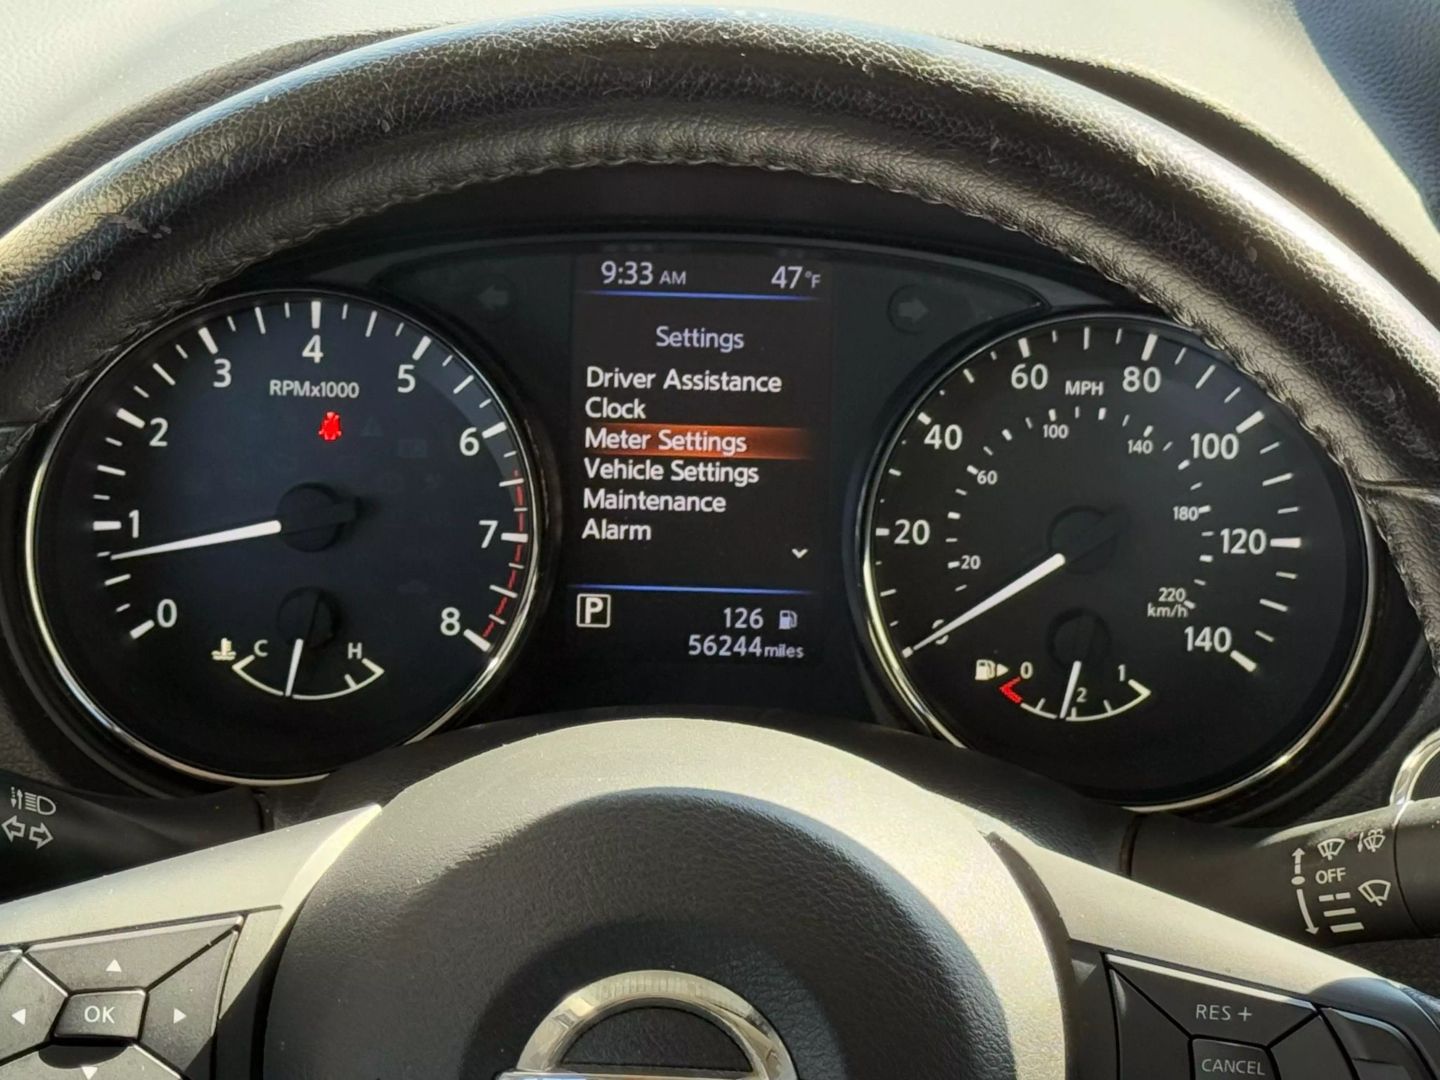 9:33 AM 47°F
Settings
Driver Assistance
Clock
Meter Settings
Vehicle Settings
Maintenance
Alarm
P 126
56244 miles
0 1 2 3 4 5 6 7 8
RPMx1000
C H
0 20 40 60 80 100 120 140
MPH
20 60 100 140 180 220
km/h
0 1/2 1
OFF
OK
RES +
CANCEL